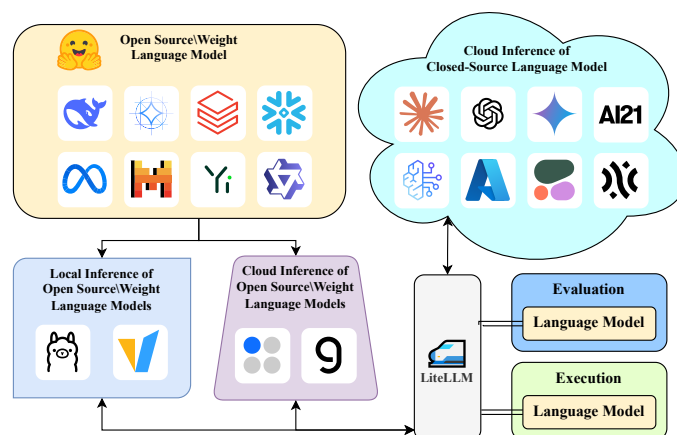 Open Source\Weight
Language Model
Cloud Inference of
Closed-Source Language Model
AI21
Yi
Local Inference of
Open Source\Weight
Language Models
Cloud Inference of
Open Source\Weight
Language Models
LiteLLM
Evaluation
Language Model
Execution
Language Model